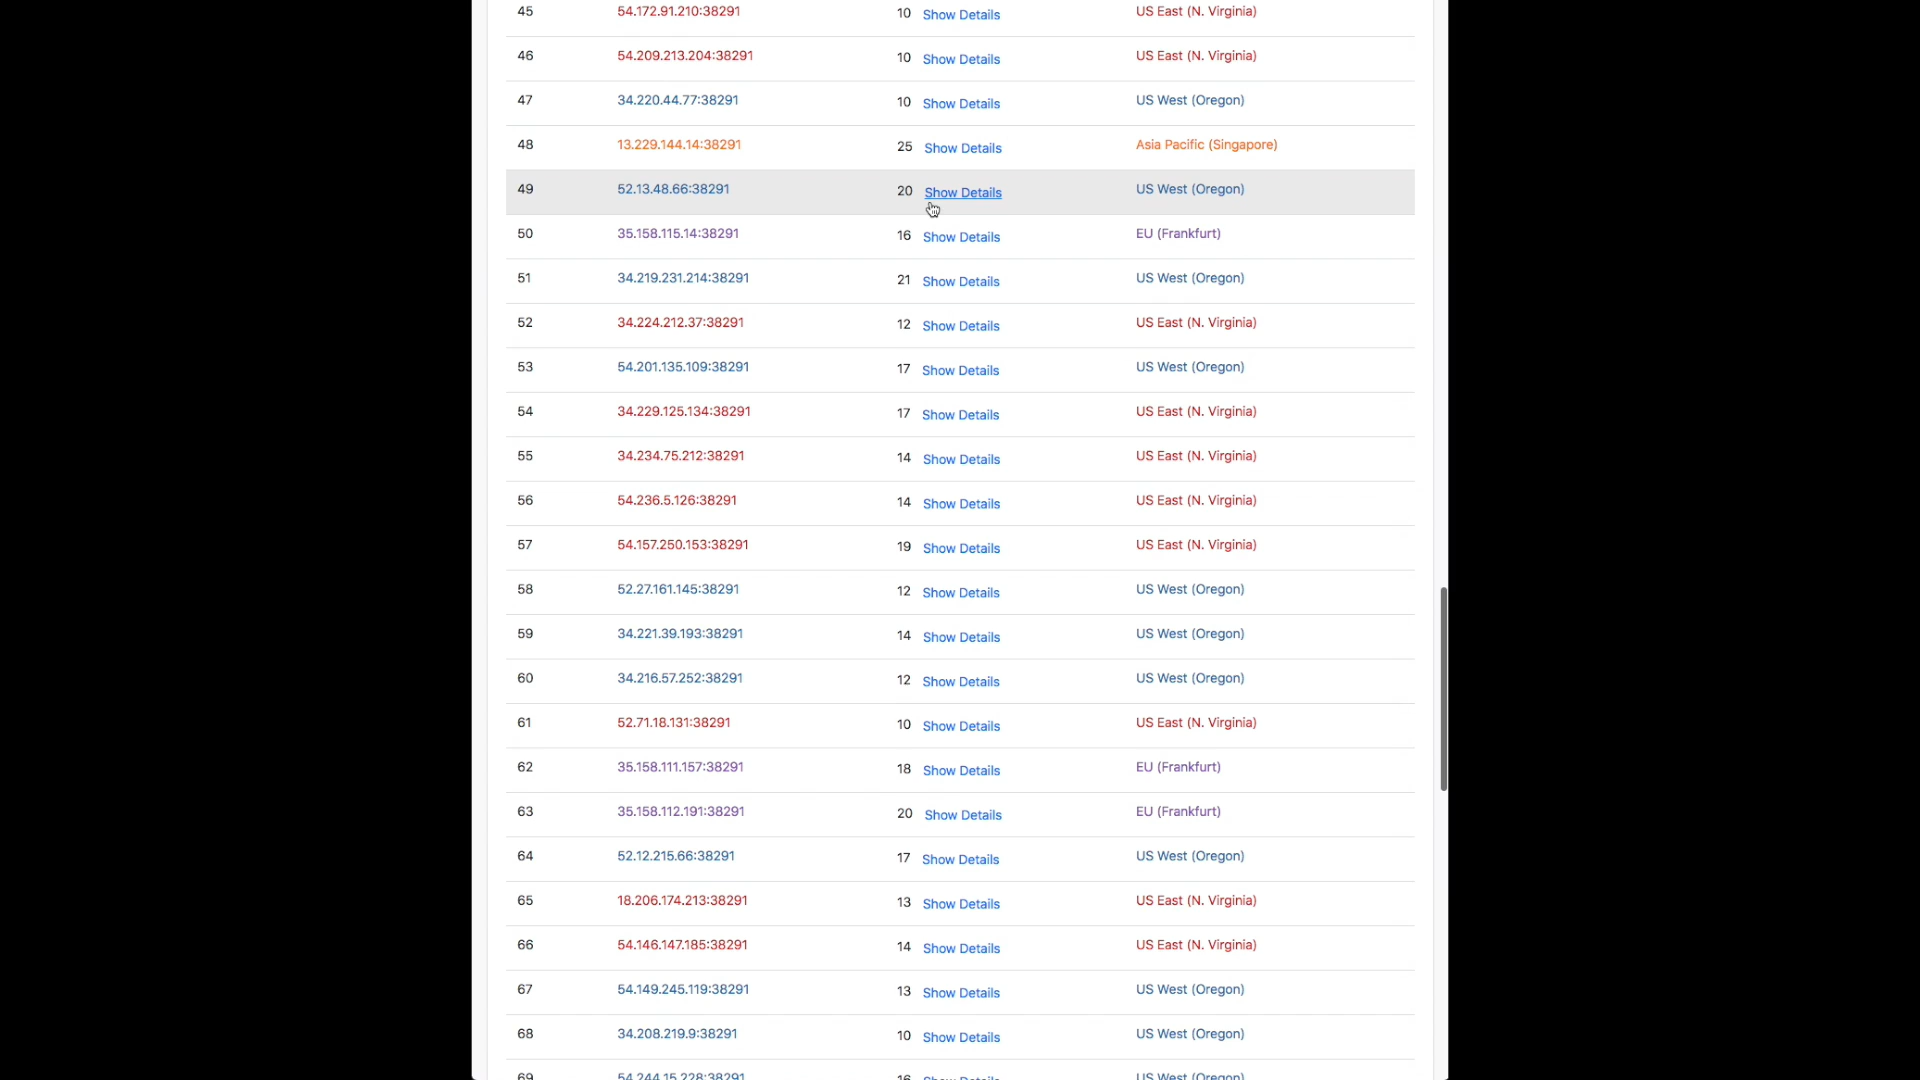 45 54.172.91.210:38291 10 Show Details US East (N. Virginia)
46 54.209.213.204:38291 10 Show Details US East (N. Virginia)
47 34.220.44.77:38291 10 Show Details US West (Oregon)
48 13.229.144.14:38291 25 Show Details Asia Pacific (Singapore)
49 52.13.48.66:38291 20 Show Details US West (Oregon)
50 35.158.115.14:38291 16 Show Details EU (Frankfurt)
51 34.219.231.214:38291 21 Show Details US West (Oregon)
52 34.224.212.37:38291 12 Show Details US East (N. Virginia)
53 54.201.135.109:38291 17 Show Details US West (Oregon)
54 34.229.125.134:38291 17 Show Details US East (N. Virginia)
55 34.234.75.212:38291 14 Show Details US East (N. Virginia)
56 54.236.5.126:38291 14 Show Details US East (N. Virginia)
57 54.157.250.153:38291 19 Show Details US East (N. Virginia)
58 52.27.161.145:38291 12 Show Details US West (Oregon)
59 34.221.39.193:38291 14 Show Details US West (Oregon)
60 34.216.57.252:38291 12 Show Details US West (Oregon)
61 52.71.18.131:38291 10 Show Details US East (N. Virginia)
62 35.158.111.157:38291 18 Show Details EU (Frankfurt)
63 35.158.112.191:38291 20 Show Details EU (Frankfurt)
64 52.12.215.66:38291 17 Show Details US West (Oregon)
65 18.206.174.213:38291 13 Show Details US East (N. Virginia)
66 54.146.147.185:38291 14 Show Details US East (N. Virginia)
67 54.149.245.119:38291 13 Show Details US West (Oregon)
68 34.208.219.9:38291 10 Show Details US West (Oregon)
69 54.244.15.228:38291 16 Show Details US West (Oregon)